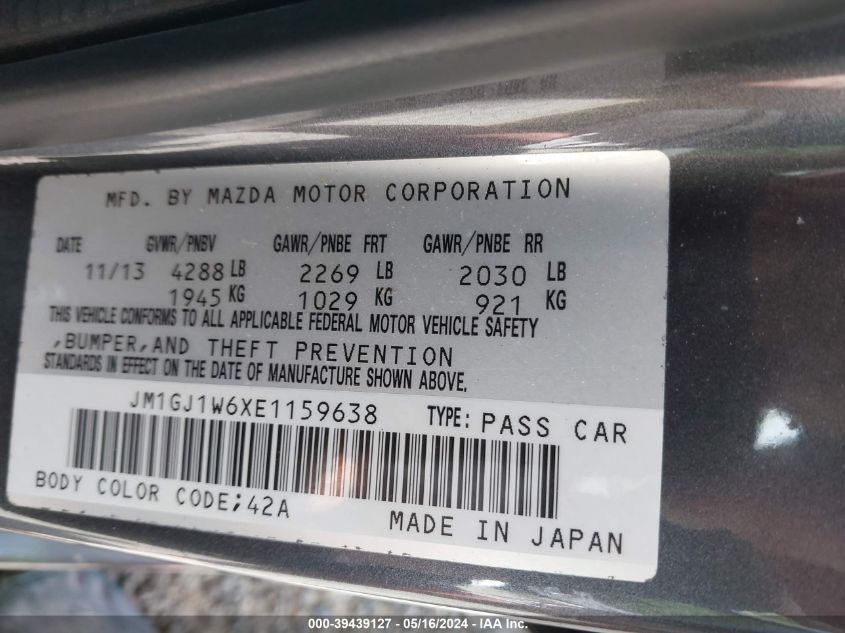 MFD. BY MAZDA MOTOR CORPORATION
DATE GVWR/PNBV GAWR/PNBE FRT GAWR/PNBE RR
11/13 4288 LB 2269 LB 2030 LB
1945 KG 1029 KG 921 KG
THIS VEHICLE CONFORMS TO ALL APPLICABLE FEDERAL MOTOR VEHICLE SAFETY
,BUMPER,AND THEFT PREVENTION
STANDARDS IN EFFECT ON THE DATE OF MANUFACTURE SHOWN ABOVE.
JM1GJ1W6XE1159638 TYPE: PASS CAR
BODY COLOR CODE;42A
MADE IN JAPAN
000-39439127 - 05/16/2024 - IAA Inc.